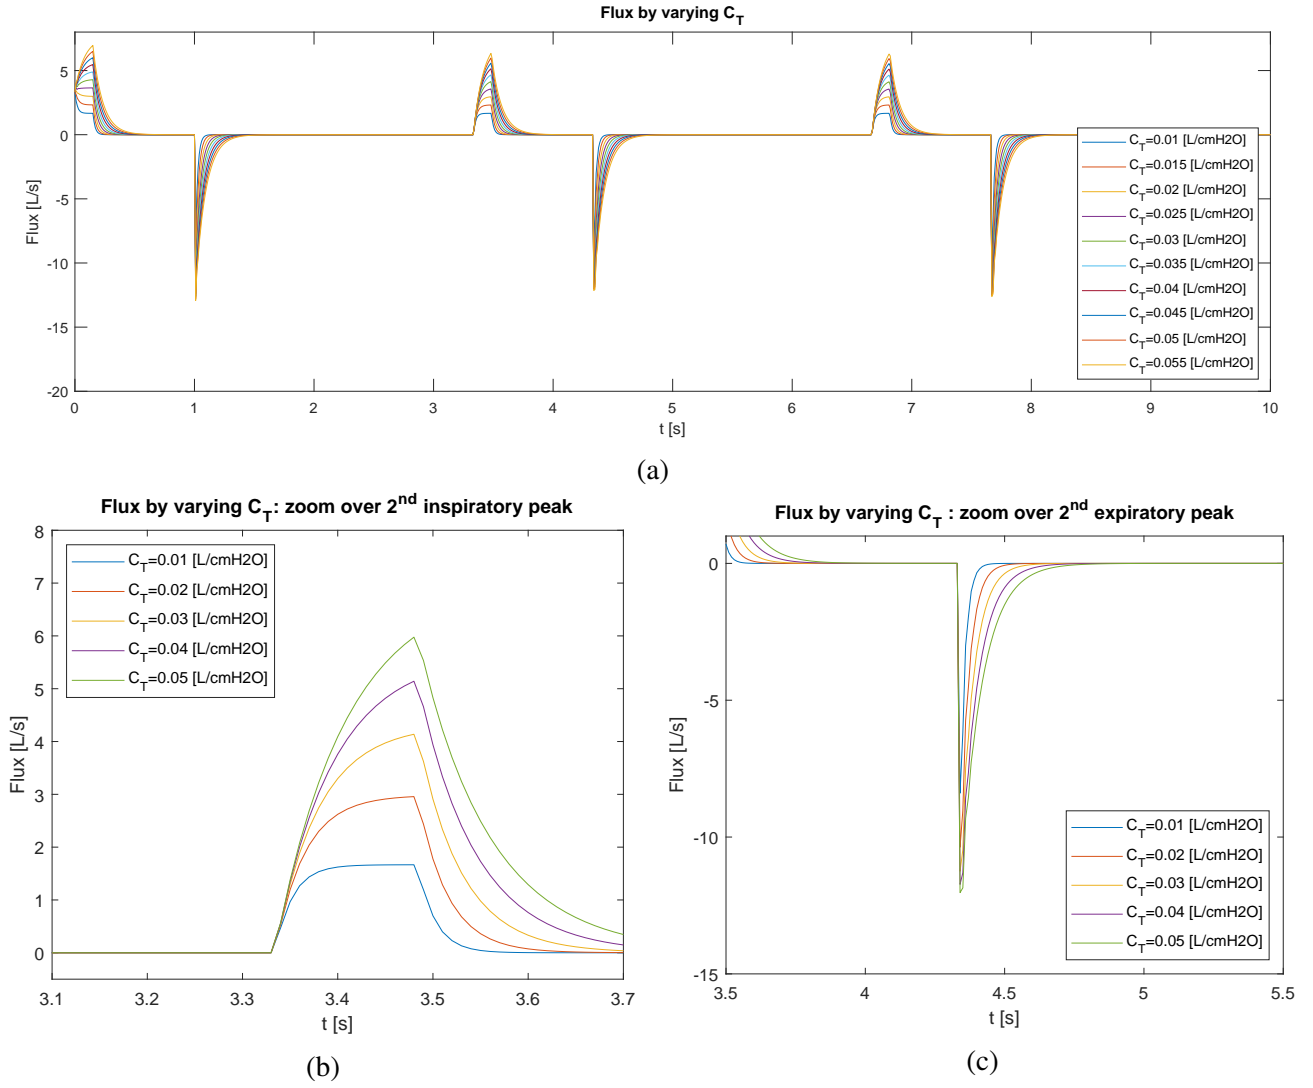 Flux by varying C_T
5
0
-5
-10
-15
-20
Flux [L/s]
0 1 2 3 4 5 6 7 8 9 10
t [s]
C_T=0.01 [L/cmH2O]
C_T=0.015 [L/cmH2O]
C_T=0.02 [L/cmH2O]
C_T=0.025 [L/cmH2O]
C_T=0.03 [L/cmH2O]
C_T=0.035 [L/cmH2O]
C_T=0.04 [L/cmH2O]
C_T=0.045 [L/cmH2O]
C_T=0.05 [L/cmH2O]
C_T=0.055 [L/cmH2O]
(a)
Flux by varying C_T: zoom over 2nd inspiratory peak
8
7
6
5
4
3
2
1
0
Flux [L/s]
C_T=0.01 [L/cmH2O]
C_T=0.02 [L/cmH2O]
C_T=0.03 [L/cmH2O]
C_T=0.04 [L/cmH2O]
C_T=0.05 [L/cmH2O]
3.1 3.2 3.3 3.4 3.5 3.6 3.7
t [s]
(b)
Flux by varying C_T : zoom over 2nd expiratory peak
0
-5
-10
-15
Flux [L/s]
C_T=0.01 [L/cmH2O]
C_T=0.02 [L/cmH2O]
C_T=0.03 [L/cmH2O]
C_T=0.04 [L/cmH2O]
C_T=0.05 [L/cmH2O]
3.5 4 4.5 5 5.5
t [s]
(c)